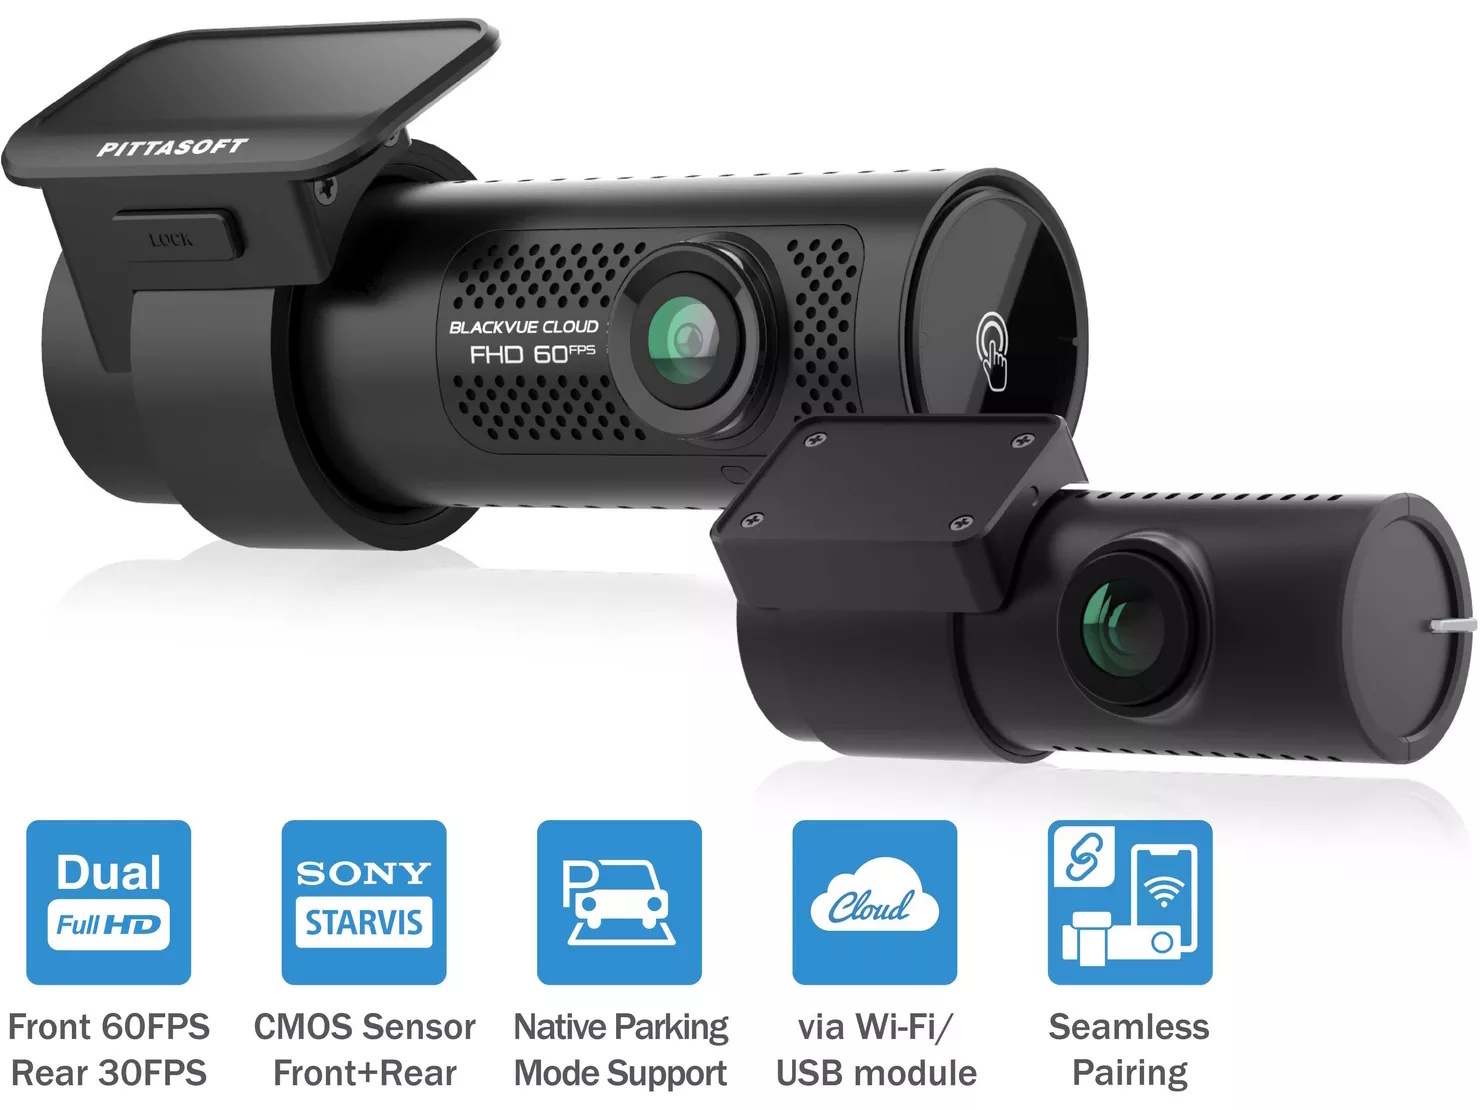 PITTASOFT
LOCK
BLACKVUE CLOUD
FHD 60FPS
Dual
Full HD
Front 60FPS
Rear 30FPS
SONY
STARVIS
CMOS Sensor
Front+Rear
P
Native Parking
Mode Support
Cloud
via Wi-Fi/
USB module
Seamless
Pairing